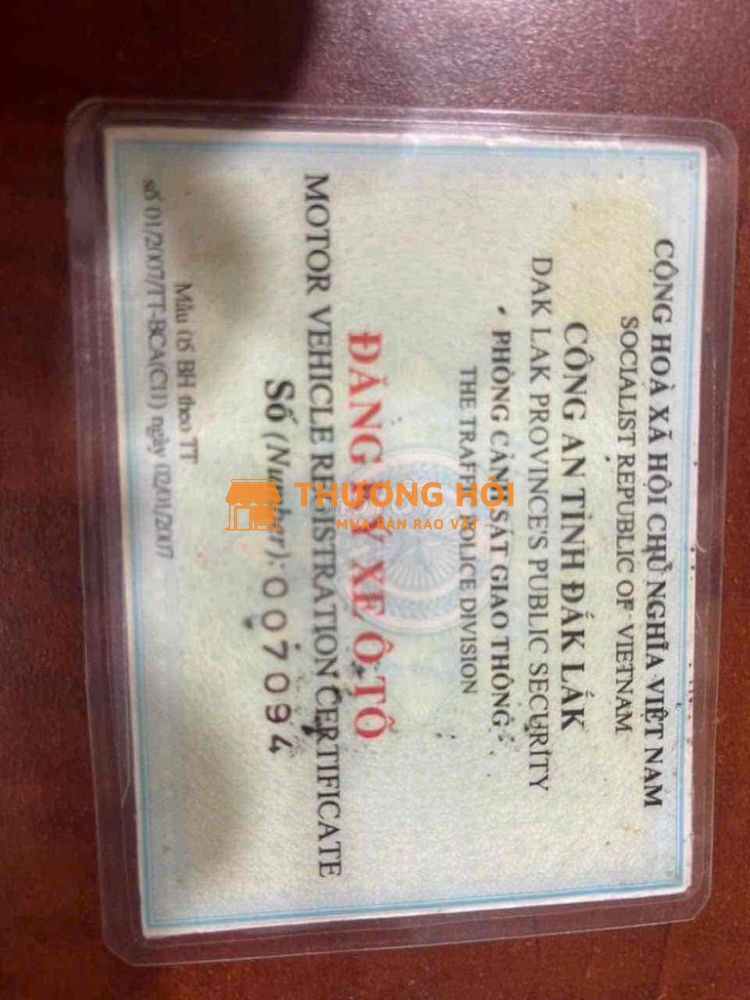 CỘNG HOÀ XÃ HỘI CHỦ NGHĨA VIỆT NAM
SOCIALIST REPUBLIC OF VIETNAM
CÔNG AN TỈNH ĐẮK LẮK
DAK LAK PROVINCE'S PUBLIC SECURITY
PHÒNG CẢNH SÁT GIAO THÔNG
THE TRAFFIC POLICE DIVISION
ĐĂNG KÝ XE Ô TÔ
MOTOR VEHICLE REGISTRATION CERTIFICATE
Số (Number): 007094
Mẫu 05 BH theo TT
số 01/2007/TT-BCA(C11) ngày 02/01/2007
THƯƠNG HỘI
MUA BÁN RAO VẶT